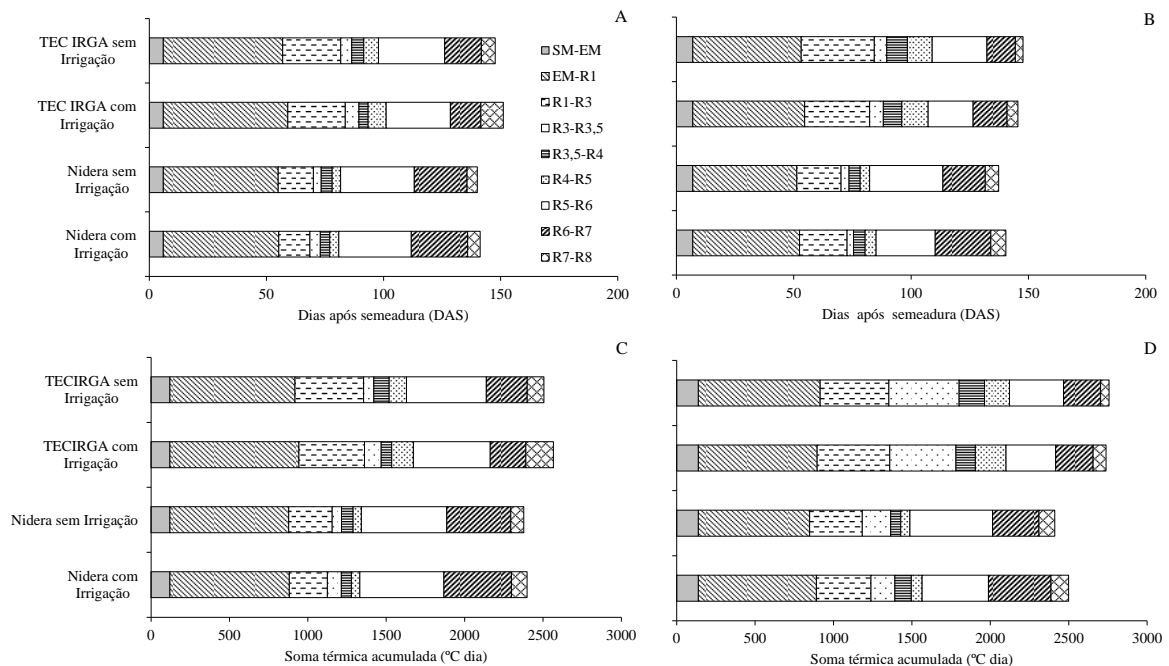 A
TEC IRGA sem
Irrigação
TEC IRGA com
Irrigação
Nidera sem
Irrigação
Nidera com
Irrigação
SM-EM
EM-R1
R1-R3
R3-R3,5
R3,5-R4
R4-R5
R5-R6
R6-R7
R7-R8
0 50 100 150 200
Dias após semeadura (DAS)
B
0 50 100 150 200
Dias após semeadura (DAS)
C
TECIRGA sem
Irrigação
TECIRGA com
Irrigação
Nidera sem Irrigação
Nidera com
Irrigação
0 500 1000 1500 2000 2500 3000
Soma térmica acumulada (ºC dia)
D
0 500 1000 1500 2000 2500 3000
Soma térmica acumulada (ºC dia)